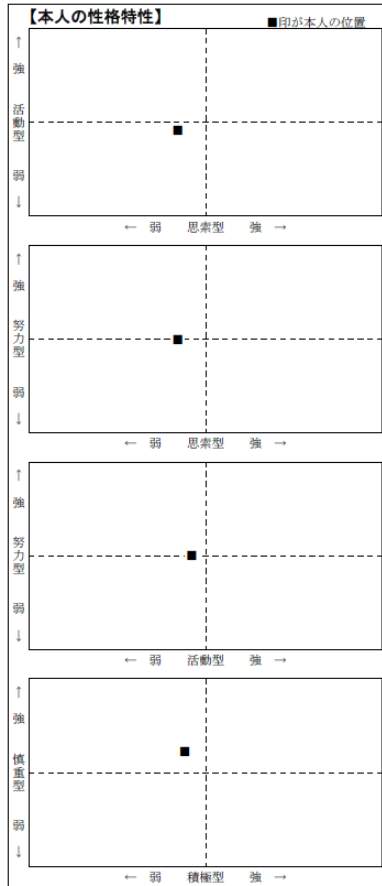 【本人の性格特性】
■印が本人の位置
↑ 強 活動型 弱 ↓
← 弱 思索型 強 →
↑ 強 努力型 弱 ↓
← 弱 思索型 強 →
↑ 強 努力型 弱 ↓
← 弱 活動型 強 →
↑ 強 慎重型 弱 ↓
← 弱 積極型 強 →